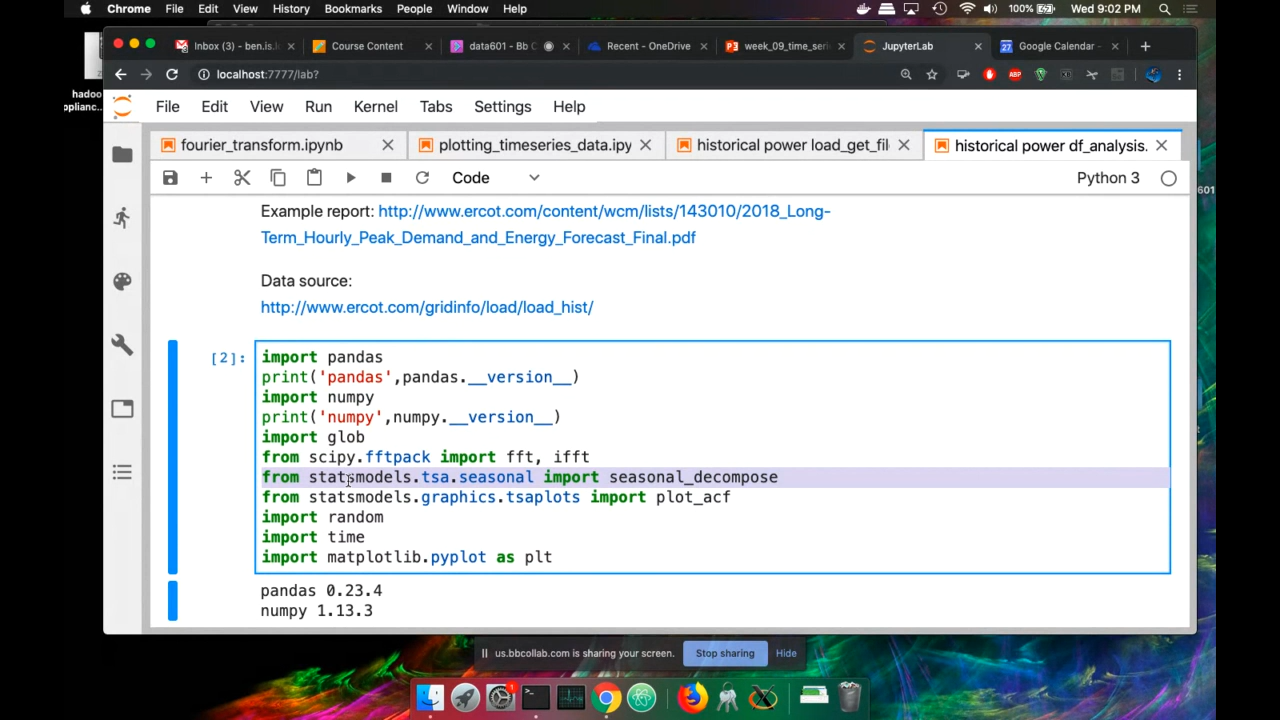 Chrome File Edit View History Bookmarks People Window Help 100% Wed 9:02 PM
Inbox (3) - ben.is.l Course Content data601 - Bb C Recent - OneDrive week_09_time_seri JupyterLab Google Calendar -
localhost:7777/lab?
hadoo
pplianc...
File Edit View Run Kernel Tabs Settings Help
fourier_transform.ipynb plotting_timeseries_data.ipy historical power load_get_fil historical power df_analysis.
Code Python 3
601
Example report: http://www.ercot.com/content/wcm/lists/143010/2018_Long-
Term_Hourly_Peak_Demand_and_Energy_Forecast_Final.pdf
Data source:
http://www.ercot.com/gridinfo/load/load_hist/
[2]: import pandas
print('pandas',pandas.__version__)
import numpy
print('numpy',numpy.__version__)
import glob
from scipy.fftpack import fft, ifft
from statsmodels.tsa.seasonal import seasonal_decompose
from statsmodels.graphics.tsaplots import plot_acf
import random
import time
import matplotlib.pyplot as plt
pandas 0.23.4
numpy 1.13.3
us.bbcollab.com is sharing your screen. Stop sharing Hide